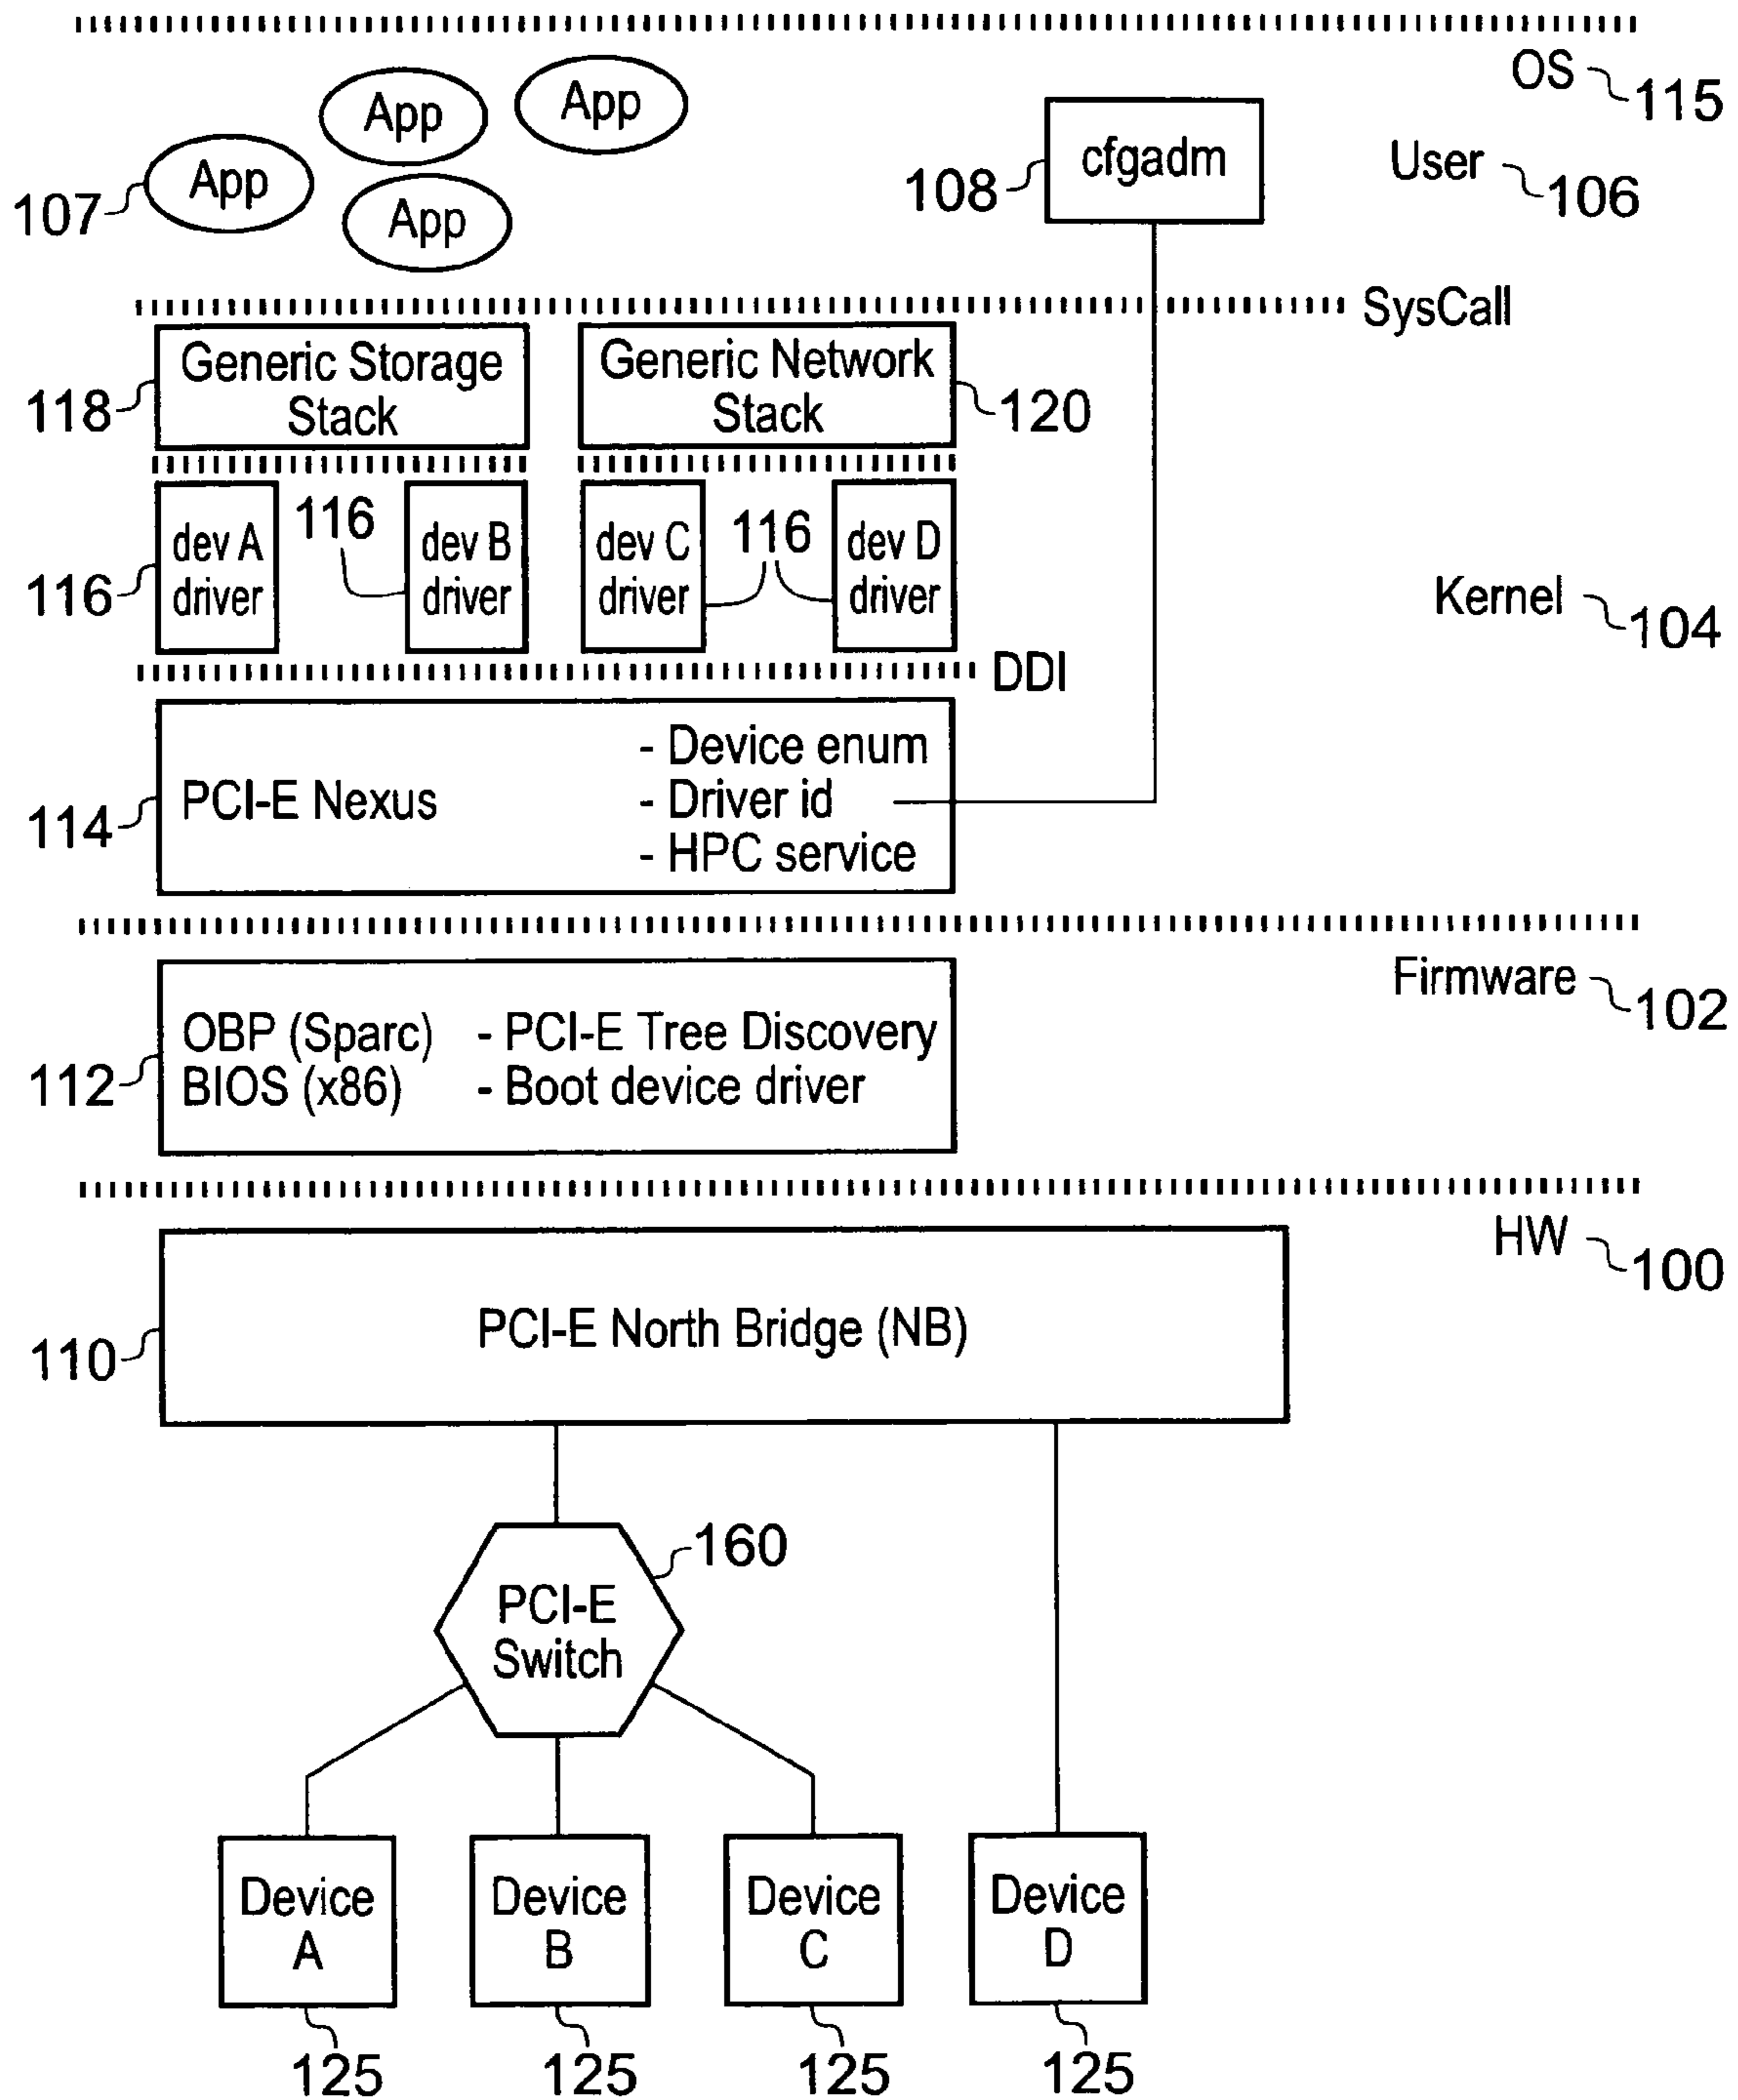 OS
115
App
App
App
App
107
cfgadm
108
User
106
SysCall
Generic Storage
Stack
118
Generic Network
Stack
120
dev A
driver
116
116
dev B
driver
dev C
driver
116
dev D
driver
Kernel
104
DDI
PCI-E Nexus
- Device enum
- Driver id
- HPC service
114
Firmware
102
OBP (Sparc) - PCI-E Tree Discovery
BIOS (x86) - Boot device driver
112
HW
100
PCI-E North Bridge (NB)
110
160
PCI-E
Switch
Device
A
Device
B
Device
C
Device
D
125
125
125
125